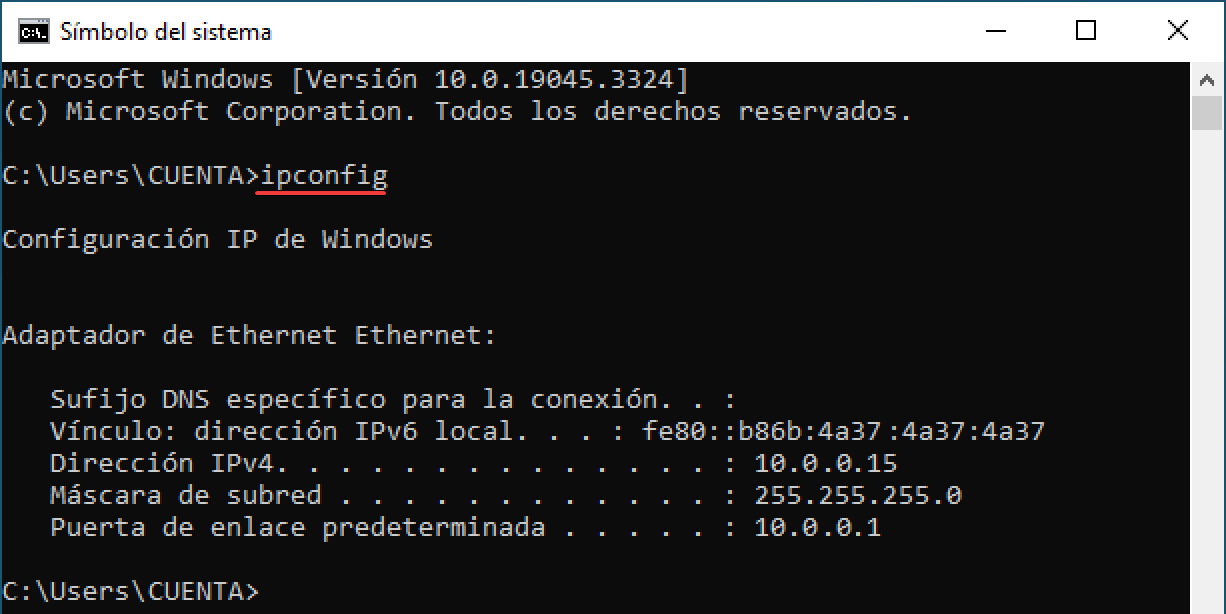 Símbolo del sistema
Microsoft Windows [Versión 10.0.19045.3324]
(c) Microsoft Corporation. Todos los derechos reservados.
C:\Users\CUENTA>ipconfig
Configuración IP de Windows
Adaptador de Ethernet Ethernet:
Sufijo DNS específico para la conexión. . :
Vínculo: dirección IPv6 local. . . : fe80::b86b:4a37:4a37:4a37
Dirección IPv4. . . . . . . . . . . . . . : 10.0.0.15
Máscara de subred . . . . . . . . . . . . : 255.255.255.0
Puerta de enlace predeterminada . . . . . : 10.0.0.1
C:\Users\CUENTA>